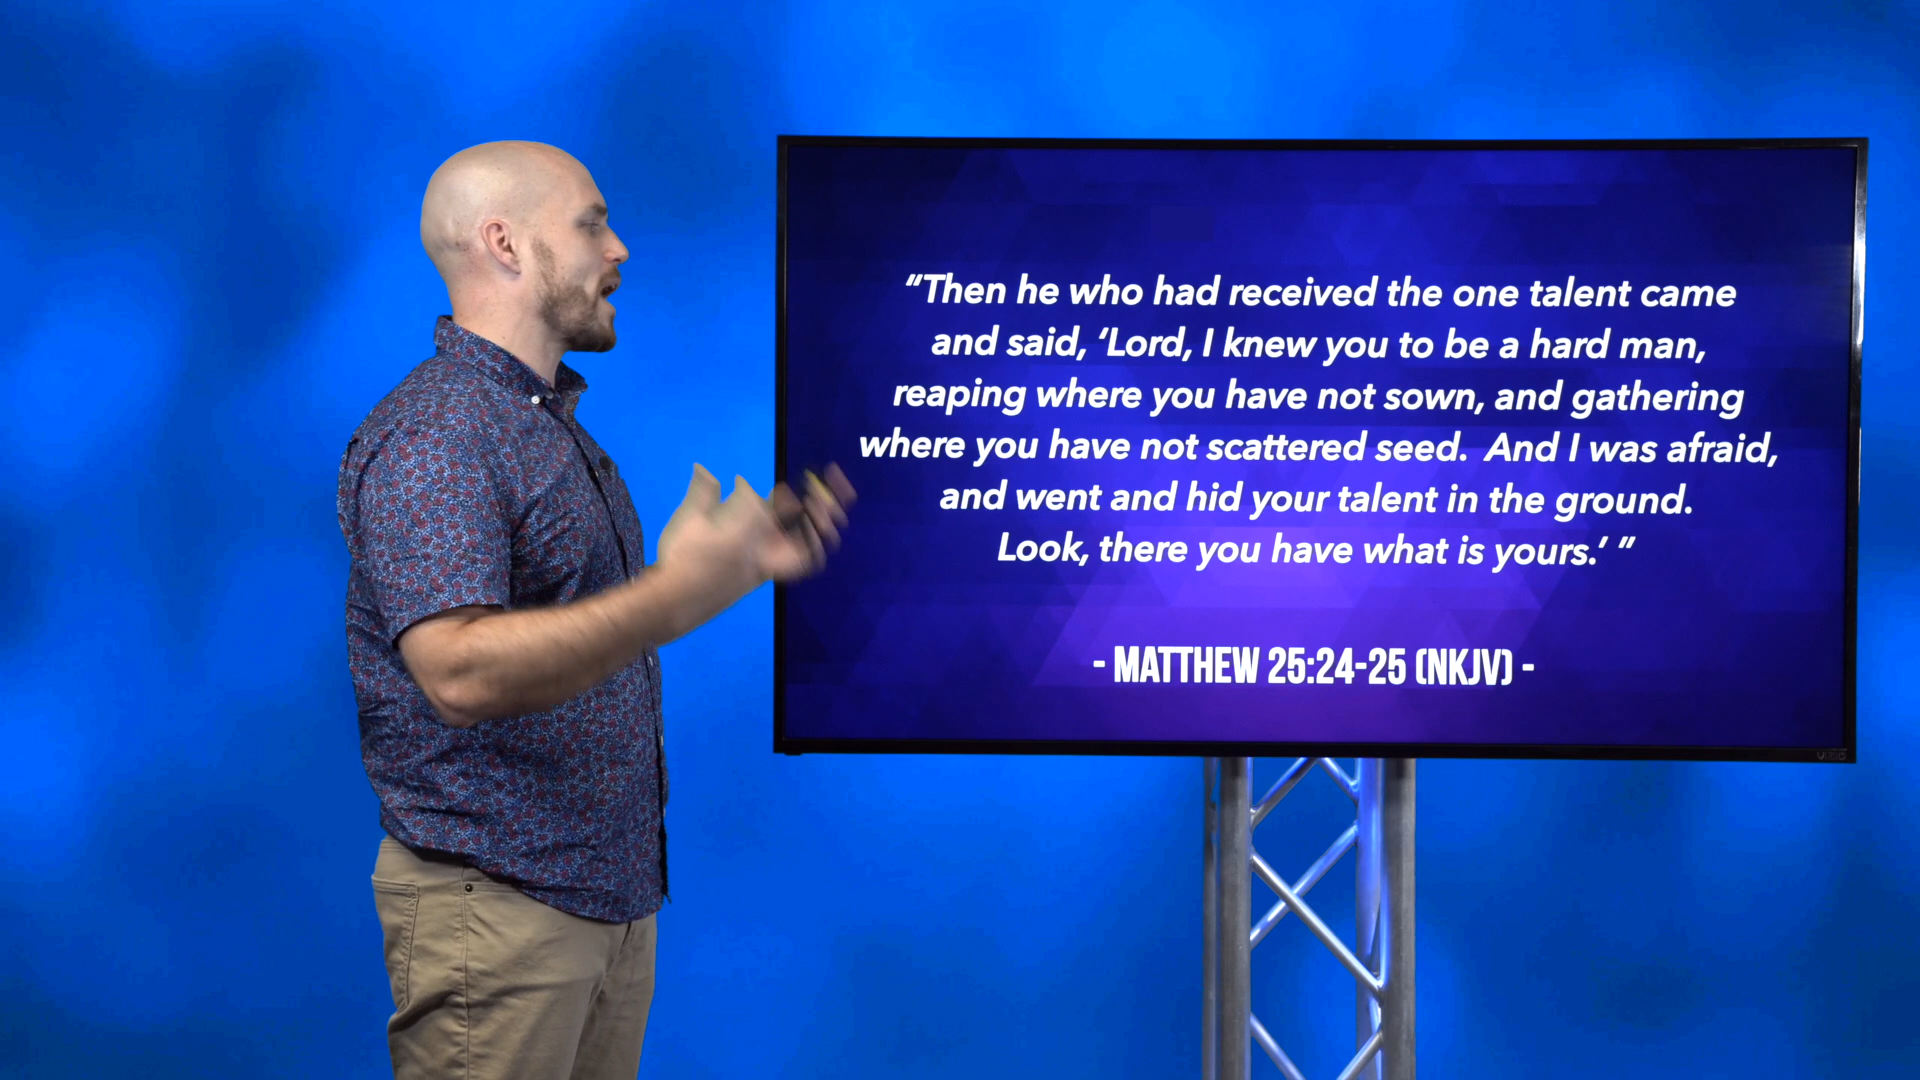 “Then he who had received the one talent came
and said, ‘Lord, I knew you to be a hard man,
reaping where you have not sown, and gathering
where you have not scattered seed. And I was afraid,
and went and hid your talent in the ground.
Look, there you have what is yours.’ ”
- MATTHEW 25:24-25 (NKJV) -
VIZIO